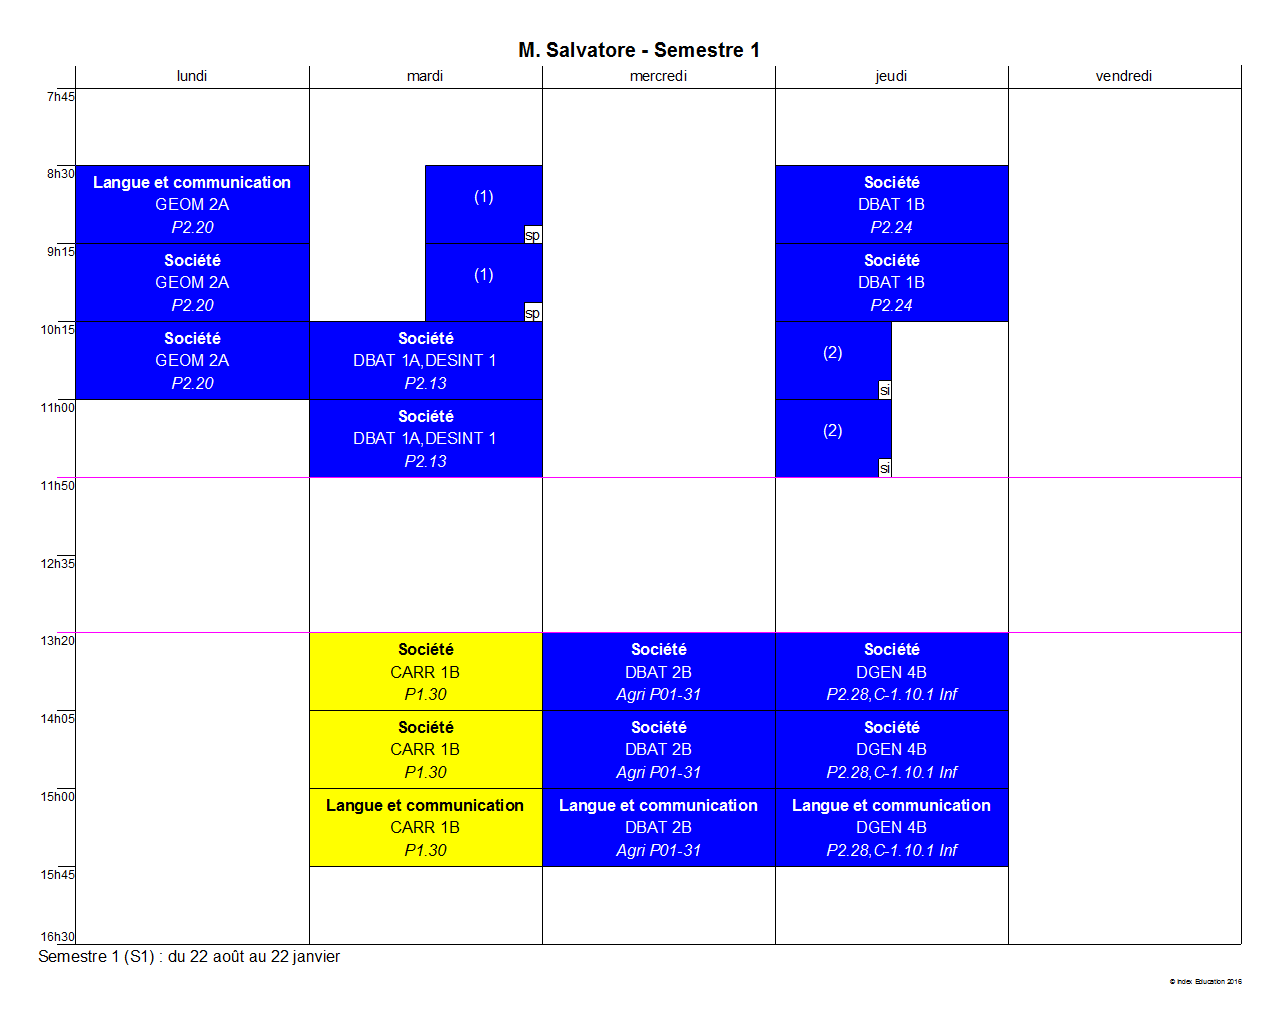 M. Salvatore - Semestre 1
lundi mardi mercredi jeudi vendredi
7h45
8h30
Langue et communication
GEOM 2A
P2.20
(1)
sp
Société
DBAT 1B
P2.24
9h15
Société
GEOM 2A
P2.20
(1)
sp
Société
DBAT 1B
P2.24
10h15
Société
GEOM 2A
P2.20
Société
DBAT 1A,DESINT 1
P2.13
(2)
si
11h00
Société
DBAT 1A,DESINT 1
P2.13
(2)
si
11h50
12h35
13h20
Société
CARR 1B
P1.30
Société
DBAT 2B
Agri P01-31
Société
DGEN 4B
P2.28,C-1.10.1 Inf
14h05
Société
CARR 1B
P1.30
Société
DBAT 2B
Agri P01-31
Société
DGEN 4B
P2.28,C-1.10.1 Inf
15h00
Langue et communication
CARR 1B
P1.30
Langue et communication
DBAT 2B
Agri P01-31
Langue et communication
DGEN 4B
P2.28,C-1.10.1 Inf
15h45
16h30
Semestre 1 (S1) : du 22 août au 22 janvier
© Index Education 2016